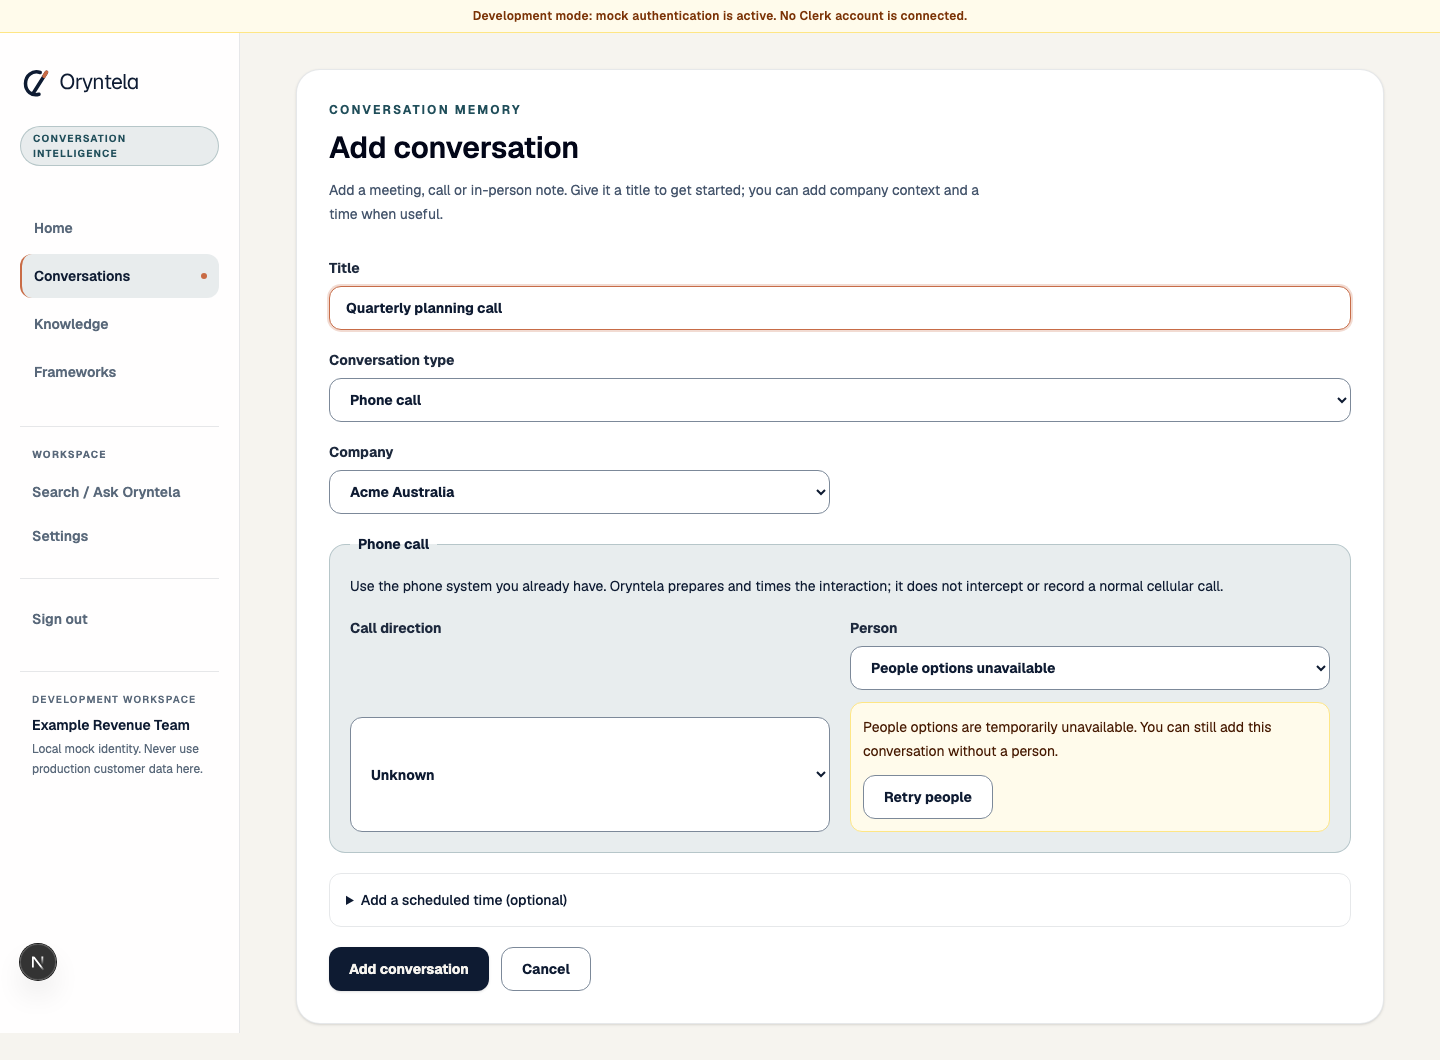 Development mode: mock authentication is active. No Clerk account is connected.
Oryntela
CONVERSATION
INTELLIGENCE
Home
Conversations
Knowledge
Frameworks
WORKSPACE
Search / Ask Oryntela
Settings
Sign out
DEVELOPMENT WORKSPACE
Example Revenue Team
Local mock identity. Never use
production customer data here.
N
CONVERSATION MEMORY
Add conversation
Add a meeting, call or in-person note. Give it a title to get started; you can add company context and a
time when useful.
Title
Quarterly planning call
Conversation type
Phone call
Company
Acme Australia
Phone call
Use the phone system you already have. Oryntela prepares and times the interaction; it does not intercept or record a normal cellular call.
Call direction
Unknown
Person
People options unavailable
People options are temporarily unavailable. You can still add this
conversation without a person.
Retry people
Add a scheduled time (optional)
Add conversation
Cancel